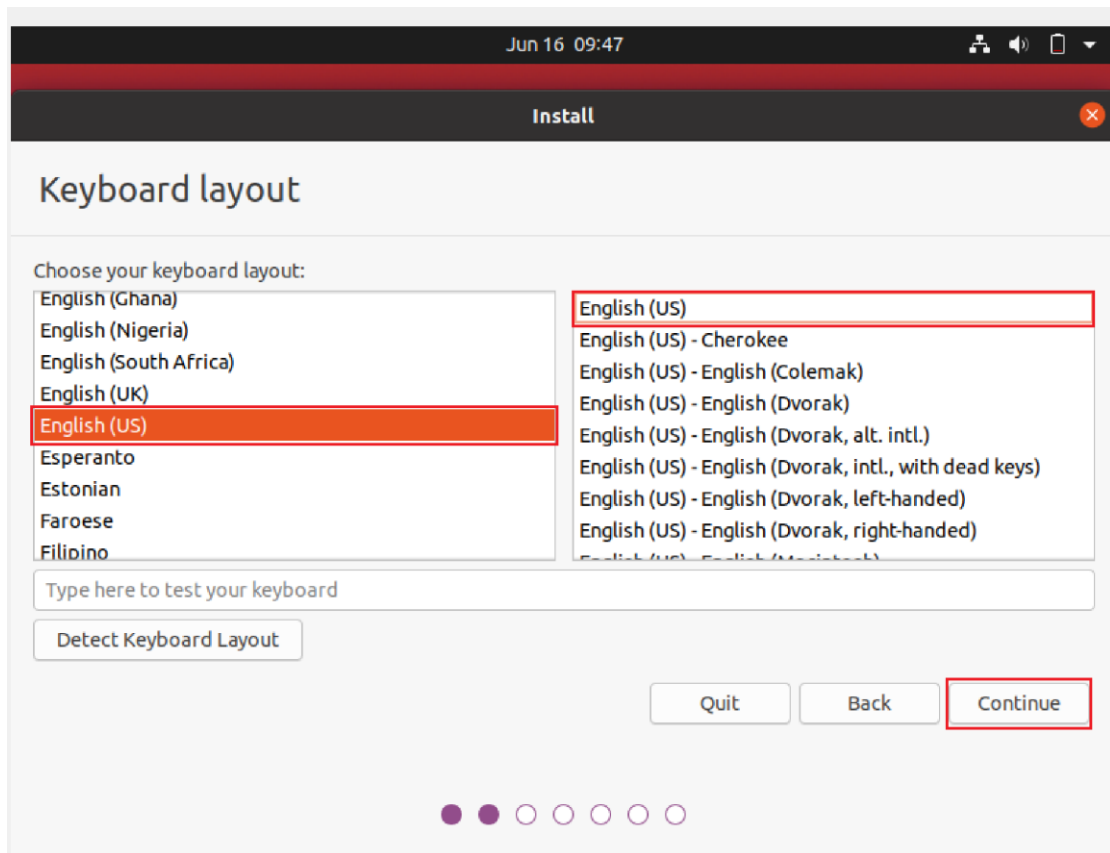 Jun 16 09:47
Install
Keyboard layout
Choose your keyboard layout:
English (Ghana)
English (Nigeria)
English (South Africa)
English (UK)
English (US)
Esperanto
Estonian
Faroese
Filipino
English (US)
English (US) - Cherokee
English (US) - English (Colemak)
English (US) - English (Dvorak)
English (US) - English (Dvorak, alt. intl.)
English (US) - English (Dvorak, intl., with dead keys)
English (US) - English (Dvorak, left-handed)
English (US) - English (Dvorak, right-handed)
English (US) - English (Macintosh)
Type here to test your keyboard
Detect Keyboard Layout
Quit
Back
Continue